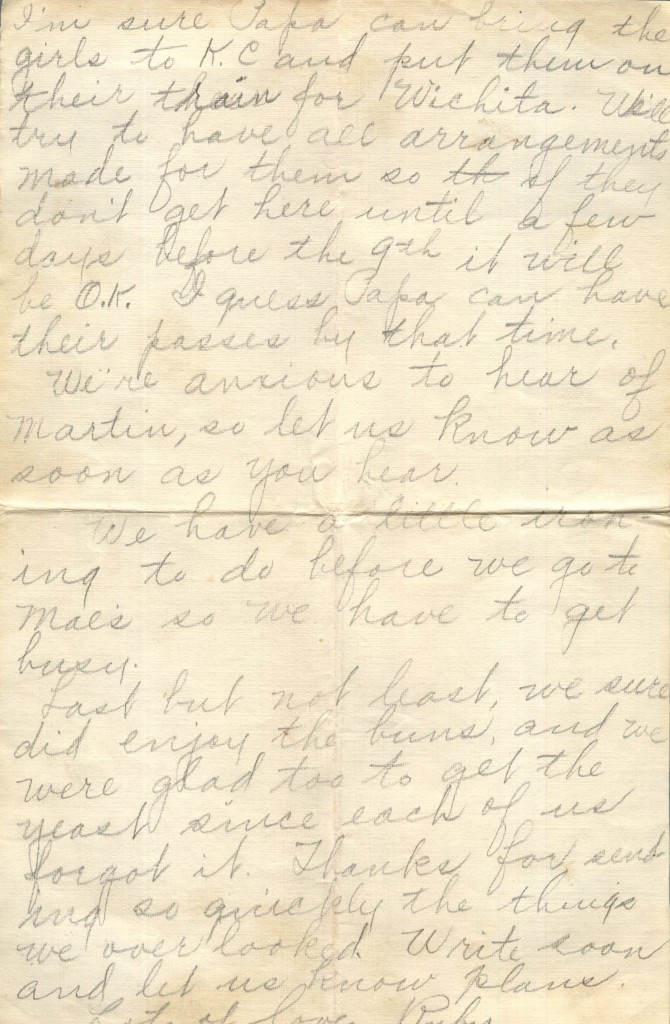 I'm sure Papa can bring the
girls to K.C and put them on
their train for Wichita. We'll
try to have all arrangements
made for them so th if they
don't get here until a few
days before the 9th it will
be O.K. I guess Papa can have
their passes by that time.
We're anxious to hear of
Martin, so let us know as
soon as you hear.
We have a little iron-
ing to do before we go to
Mae's so we have to get
busy.
Last but not least, we sure
did enjoy the buns, and we
were glad too to get the
yeast since each of us
forgot it. Thanks for send-
ing so quickly the things
we over looked. Write soon
and let us know plans.
Lots of love, Ruby